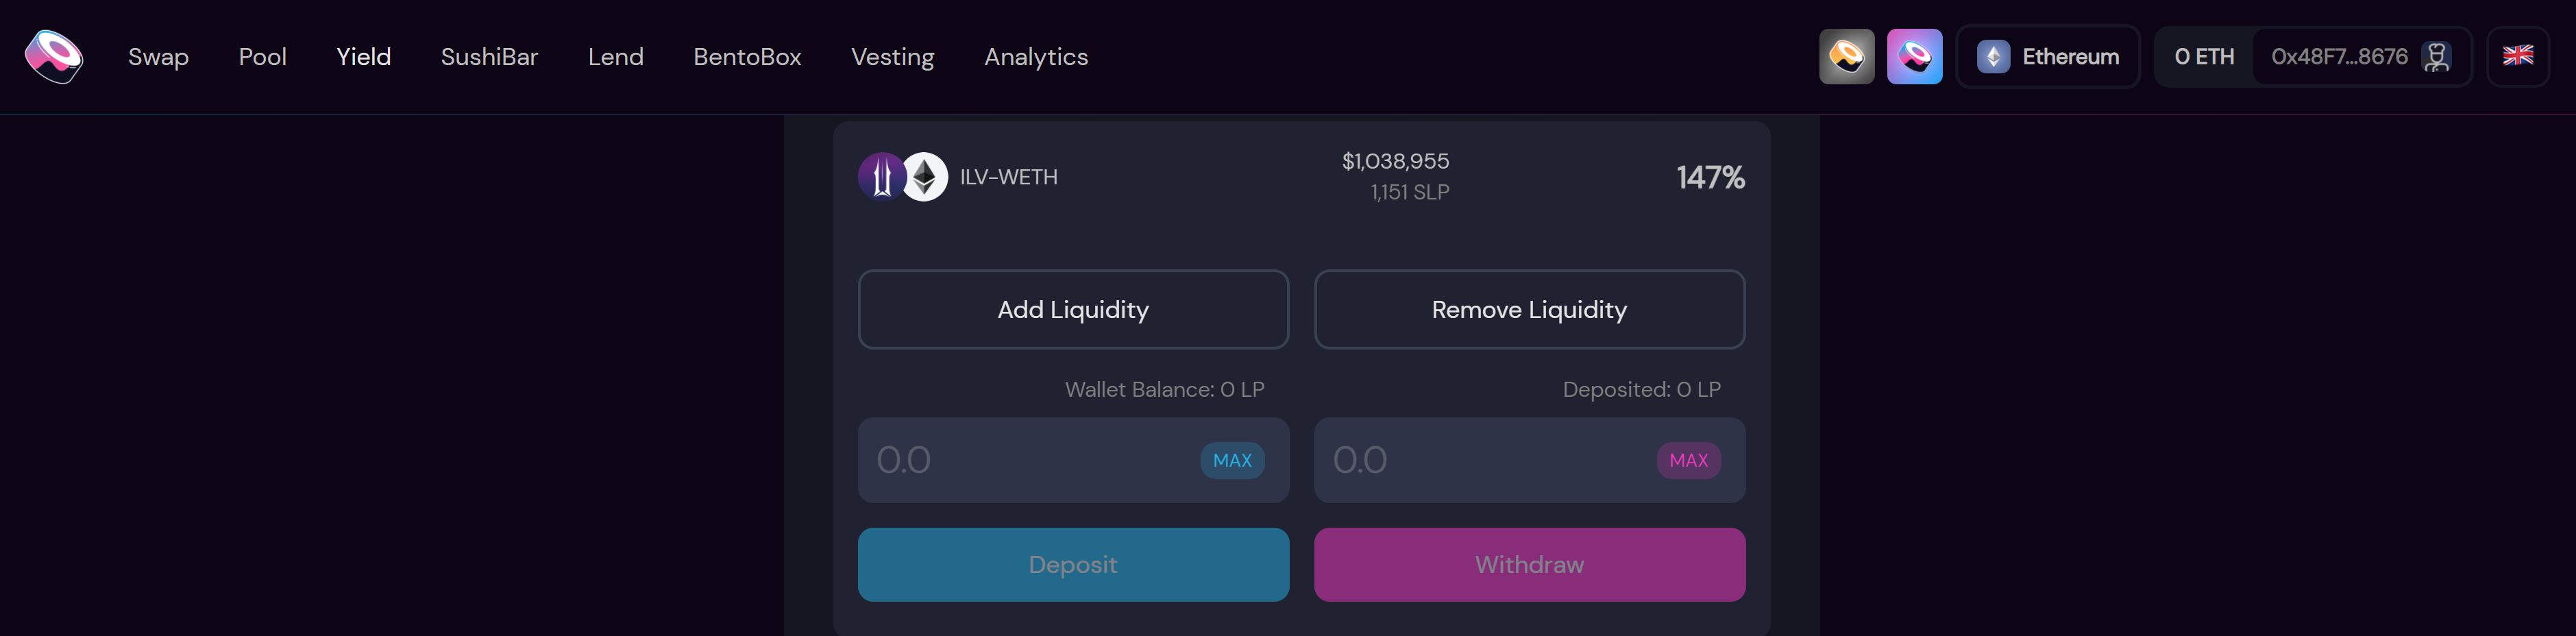 Swap Pool Yield SushiBar Lend BentoBox Vesting Analytics Ethereum 0 ETH 0x48F7...8676
ILV-WETH $1,038,955 147%
1,151 SLP
Add Liquidity Remove Liquidity
Wallet Balance: 0 LP Deposited: 0 LP
0.0 MAX 0.0 MAX
Deposit Withdraw